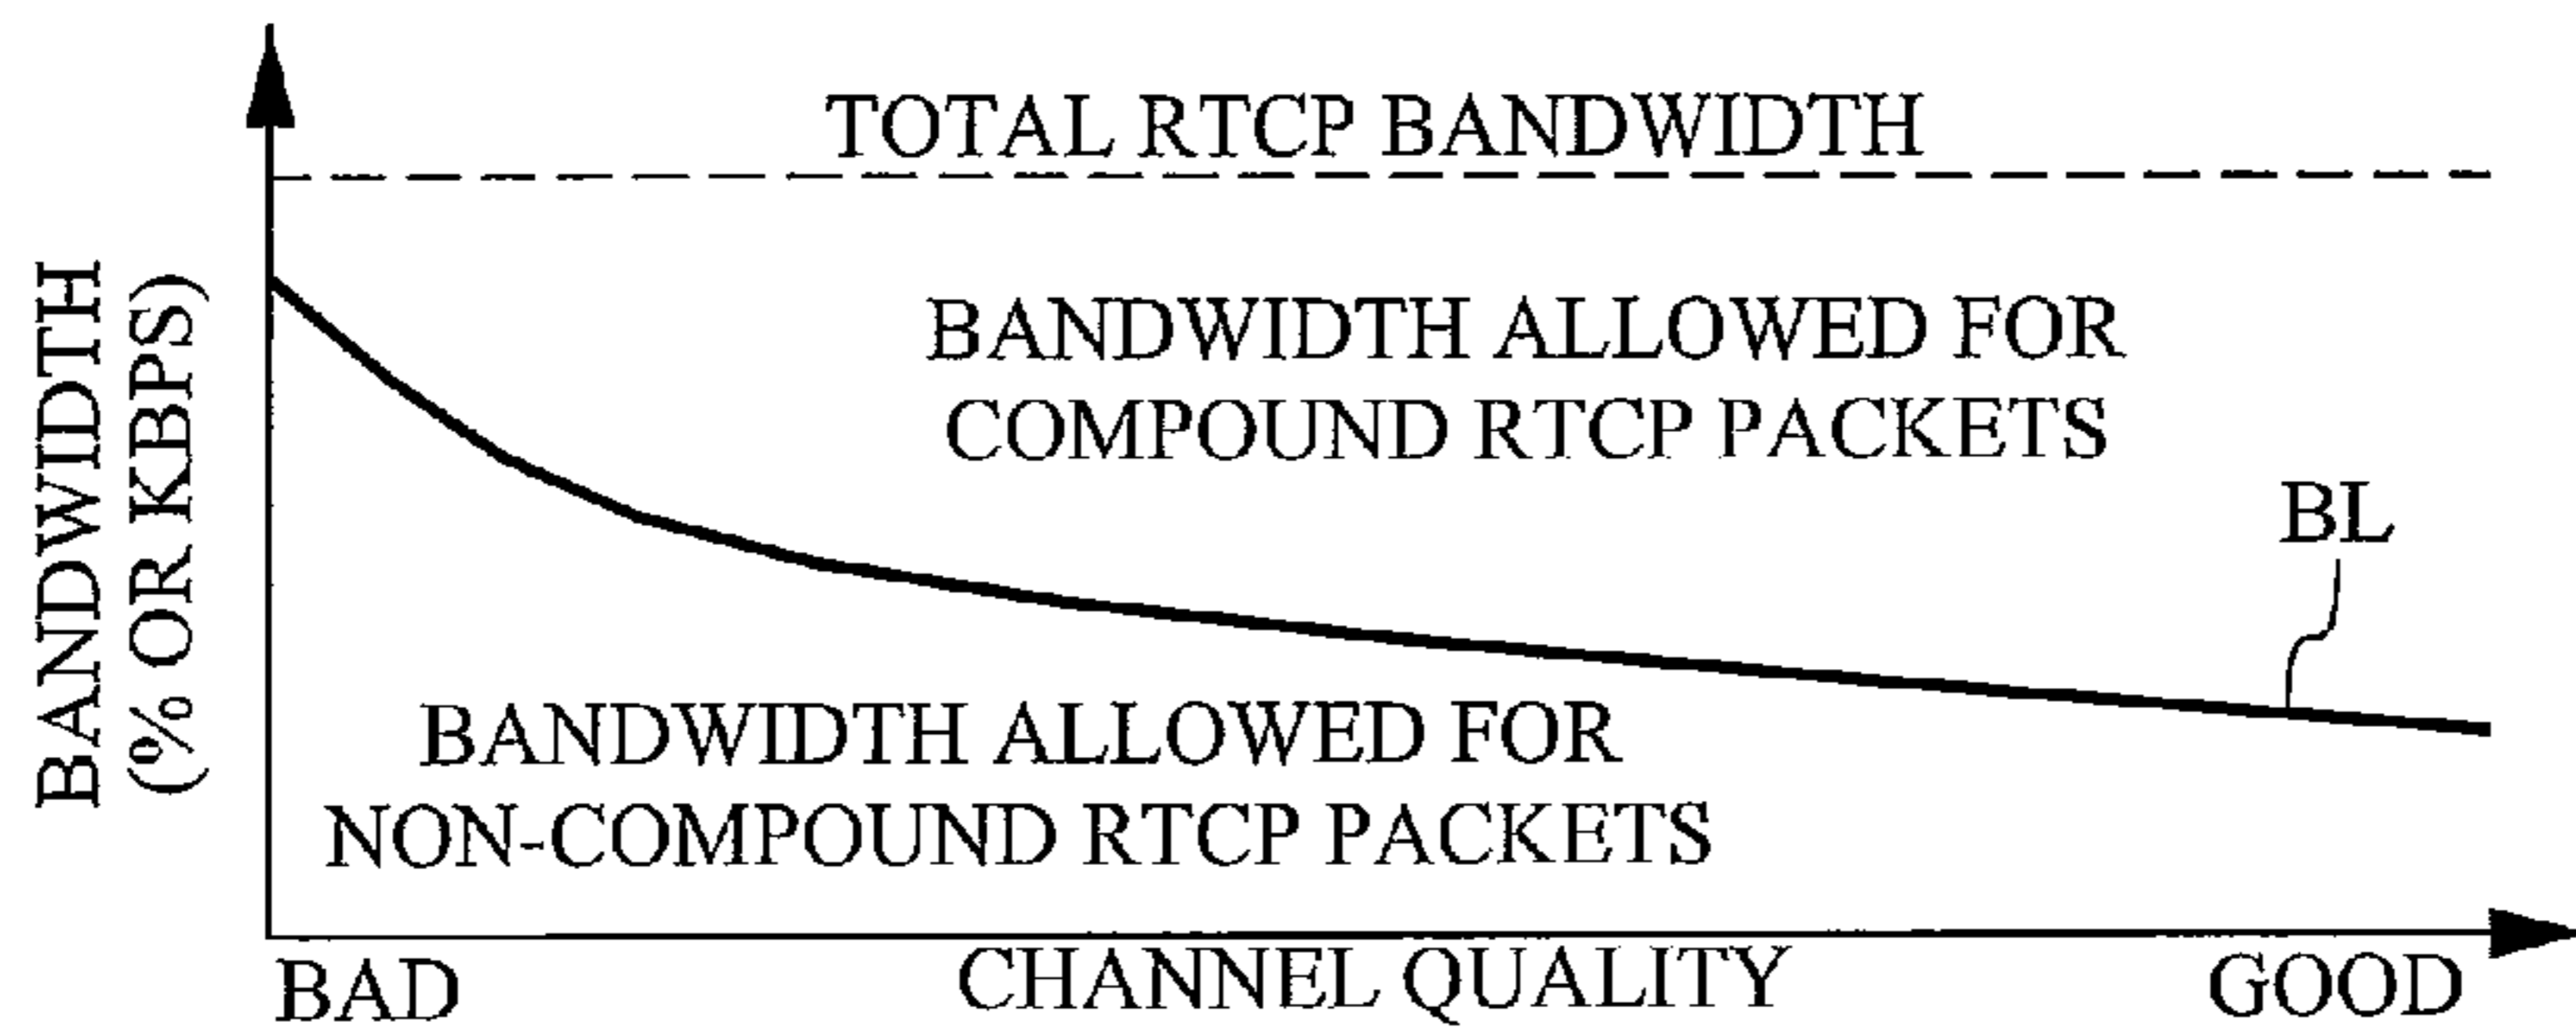 TOTAL RTCP BANDWIDTH
BANDWIDTH
(% OR KBPS)
BANDWIDTH ALLOWED FOR
COMPOUND RTCP PACKETS
BL
BANDWIDTH ALLOWED FOR
NON-COMPOUND RTCP PACKETS
BAD
CHANNEL QUALITY
GOOD